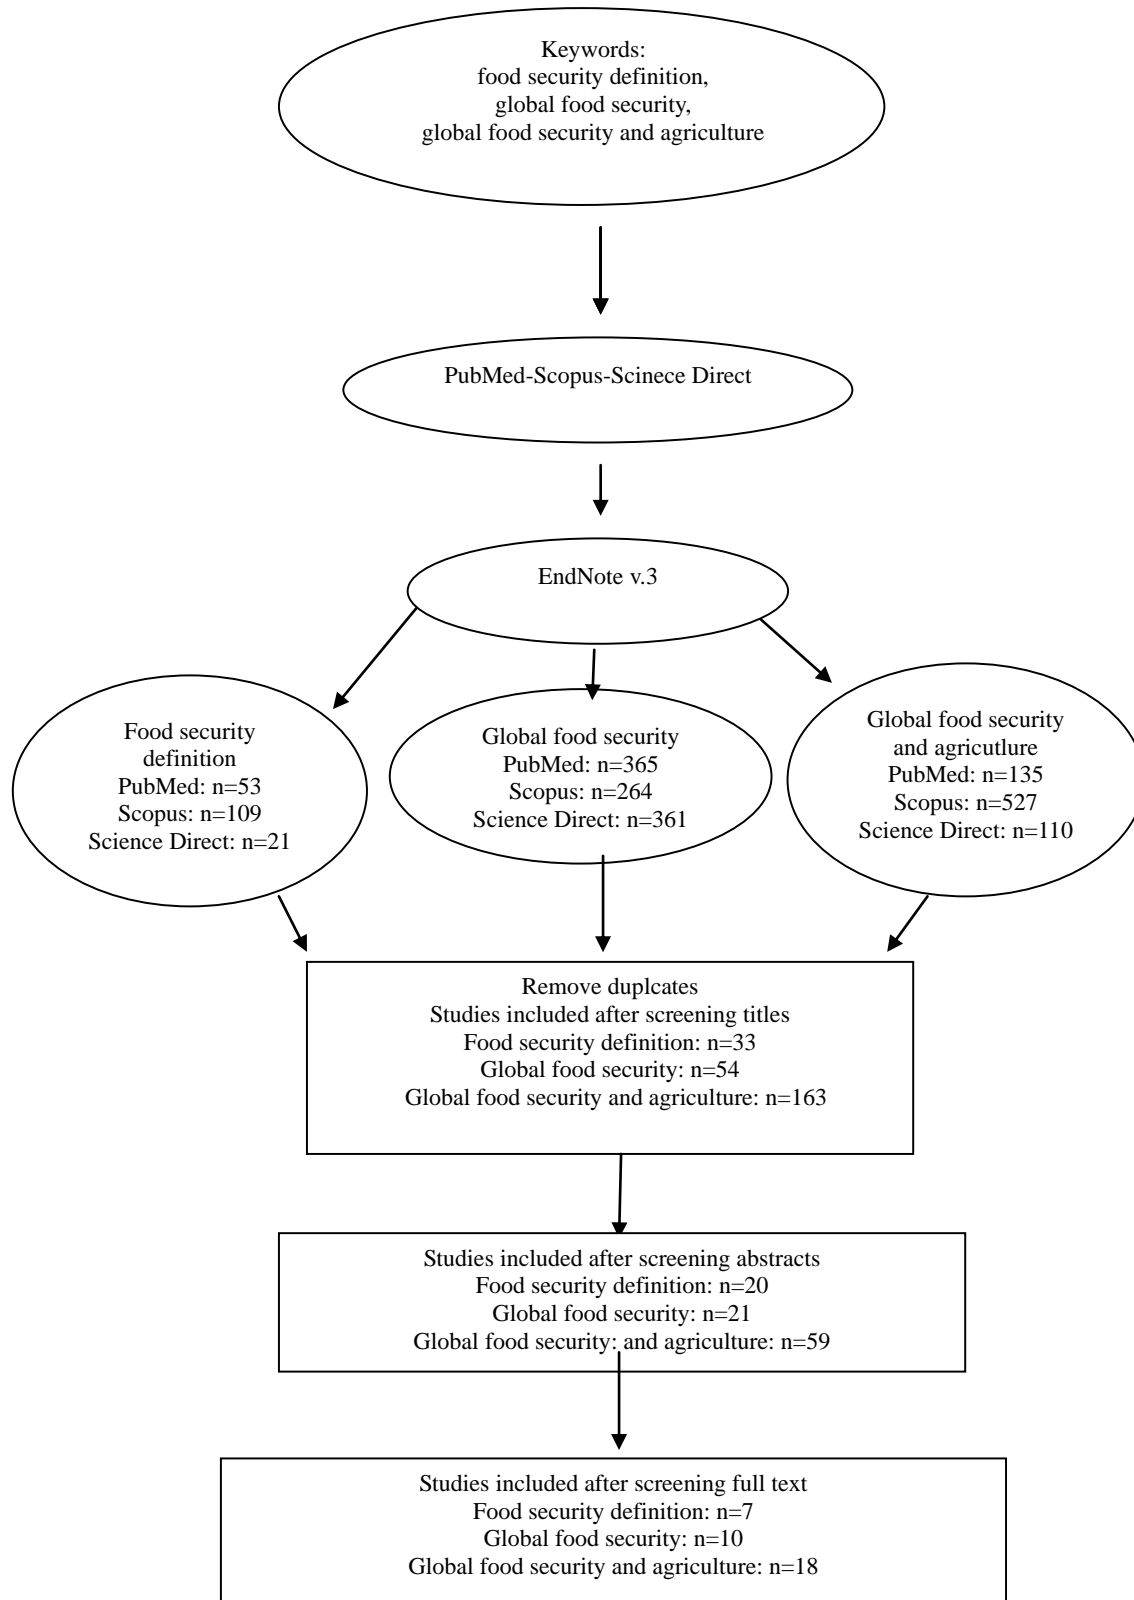 Keywords:
food security definition,
global food security,
global food security and agriculture
PubMed-Scopus-Scinece Direct
EndNote v.3
Food security
definition
PubMed: n=53
Scopus: n=109
Science Direct: n=21
Global food security
PubMed: n=365
Scopus: n=264
Science Direct: n=361
Global food security
and agricutlure
PubMed: n=135
Scopus: n=527
Science Direct: n=110
Remove duplcates
Studies included after screening titles
Food security definition: n=33
Global food security: n=54
Global food security and agriculture: n=163
Studies included after screening abstracts
Food security definition: n=20
Global food security: n=21
Global food security: and agriculture: n=59
Studies included after screening full text
Food security definition: n=7
Global food security: n=10
Global food security and agriculture: n=18